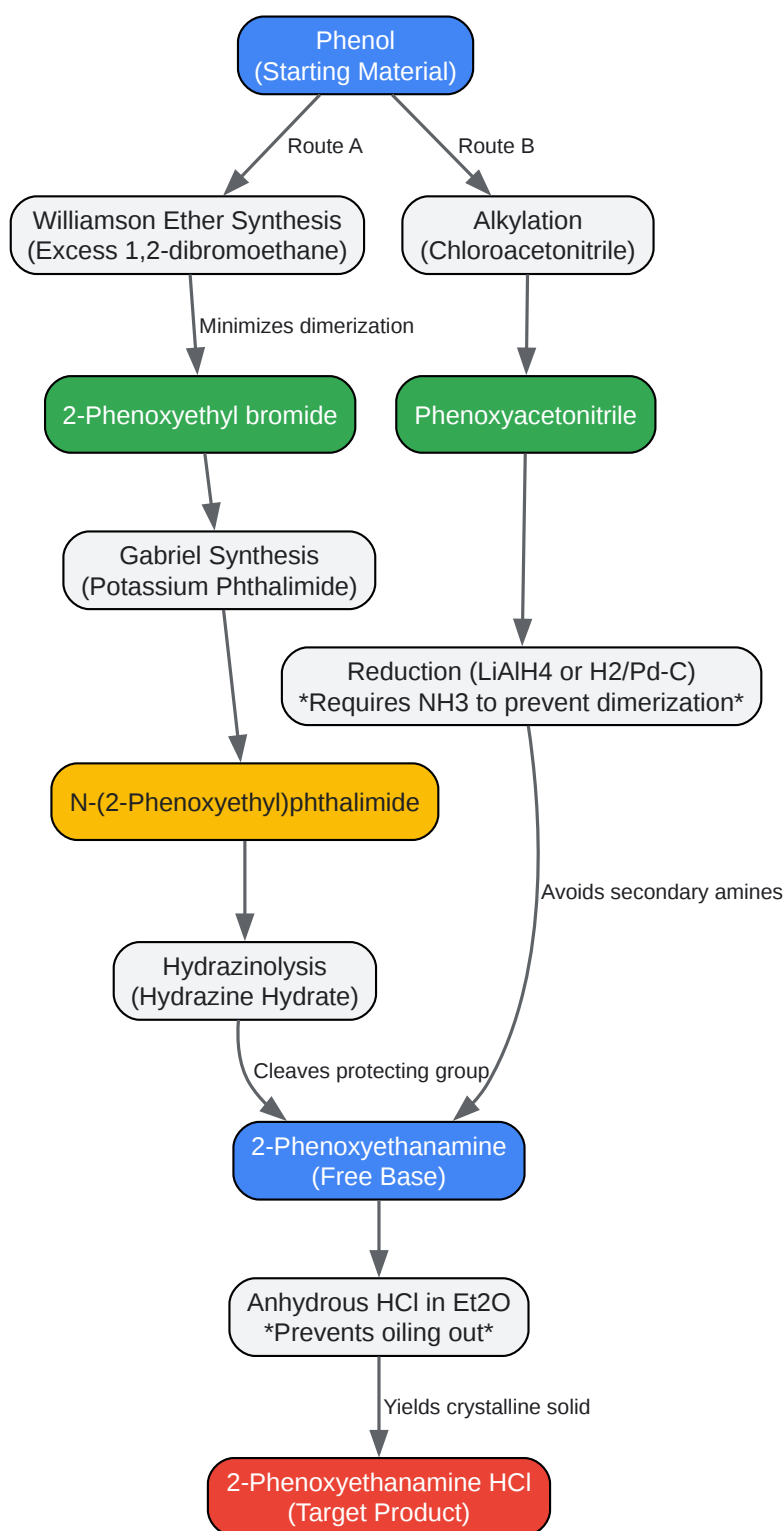 Phenol
(Starting Material)
Route A
Route B
Williamson Ether Synthesis
(Excess 1,2-dibromoethane)
Alkylation
(Chloroacetonitrile)
Minimizes dimerization
2-Phenoxyethyl bromide
Phenoxyacetonitrile
Gabriel Synthesis
(Potassium Phthalimide)
Reduction (LiAlH4 or H2/Pd-C)
*Requires NH3 to prevent dimerization*
N-(2-Phenoxyethyl)phthalimide
Avoids secondary amines
Hydrazinolysis
(Hydrazine Hydrate)
Cleaves protecting group
2-Phenoxyethanamine
(Free Base)
Anhydrous HCl in Et2O
*Prevents oiling out*
Yields crystalline solid
2-Phenoxyethanamine HCl
(Target Product)